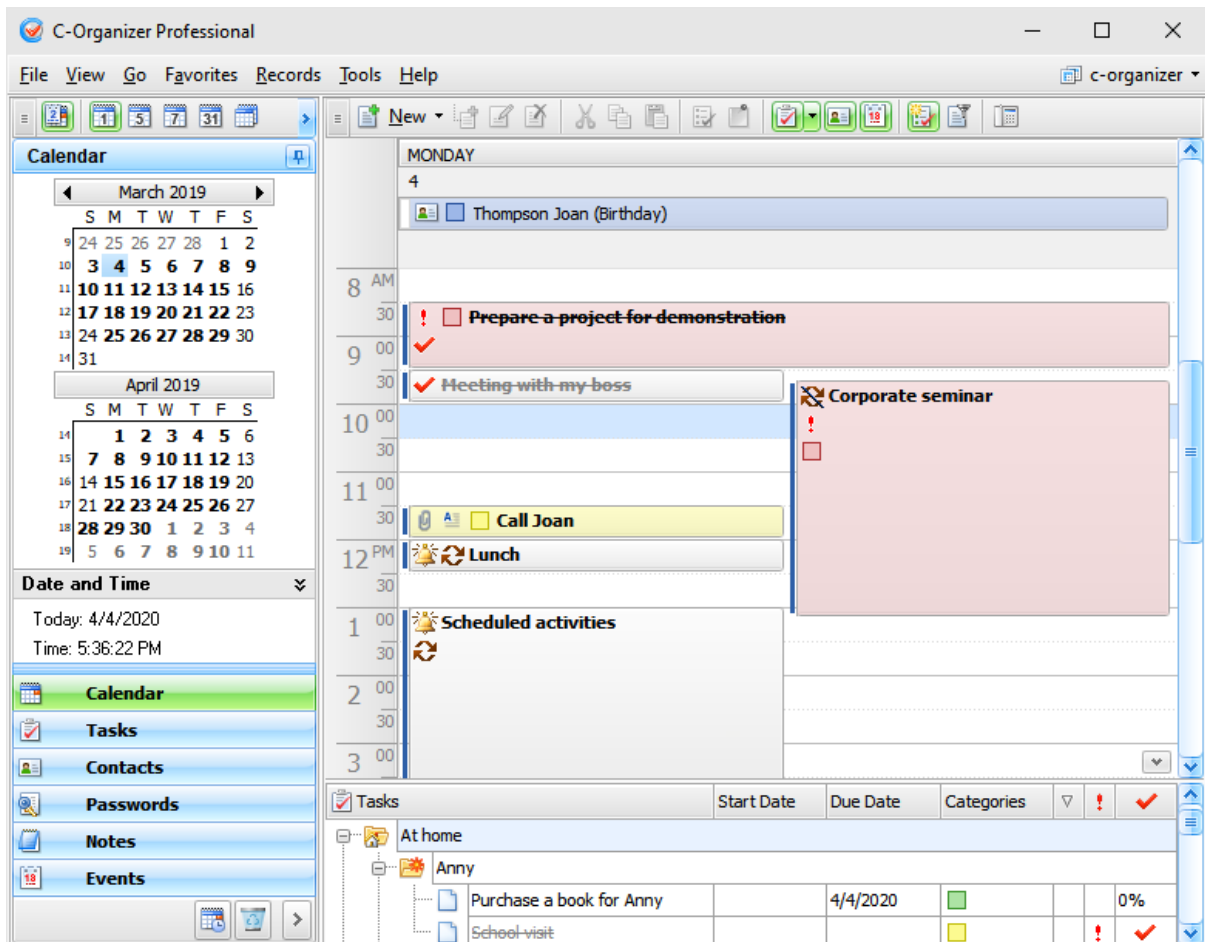 C-Organizer Professional
File View Go Favorites Records Tools Help c-organizer
2 1 5 7 31 New 18
Calendar
March 2019
S M T W T F S
9 24 25 26 27 28 1 2
10 3 4 5 6 7 8 9
11 10 11 12 13 14 15 16
12 17 18 19 20 21 22 23
13 24 25 26 27 28 29 30
14 31
April 2019
S M T W T F S
14 1 2 3 4 5 6
15 7 8 9 10 11 12 13
16 14 15 16 17 18 19 20
17 21 22 23 24 25 26 27
18 28 29 30 1 2 3 4
19 5 6 7 8 9 10 11
Date and Time
Today: 4/4/2020
Time: 5:36:22 PM
Calendar
Tasks
Contacts
Passwords
Notes
18 Events
MONDAY
4
Thompson Joan (Birthday)
8 AM
30 Prepare a project for demonstration
9 00
30 Meeting with my boss
Corporate seminar
10 00
30
11 00
30 Call Joan
12 PM Lunch
30
1 00 Scheduled activities
30
2 00
30
3 00
Tasks Start Date Due Date Categories
At home
Anny
Purchase a book for Anny 4/4/2020 0%
School visit